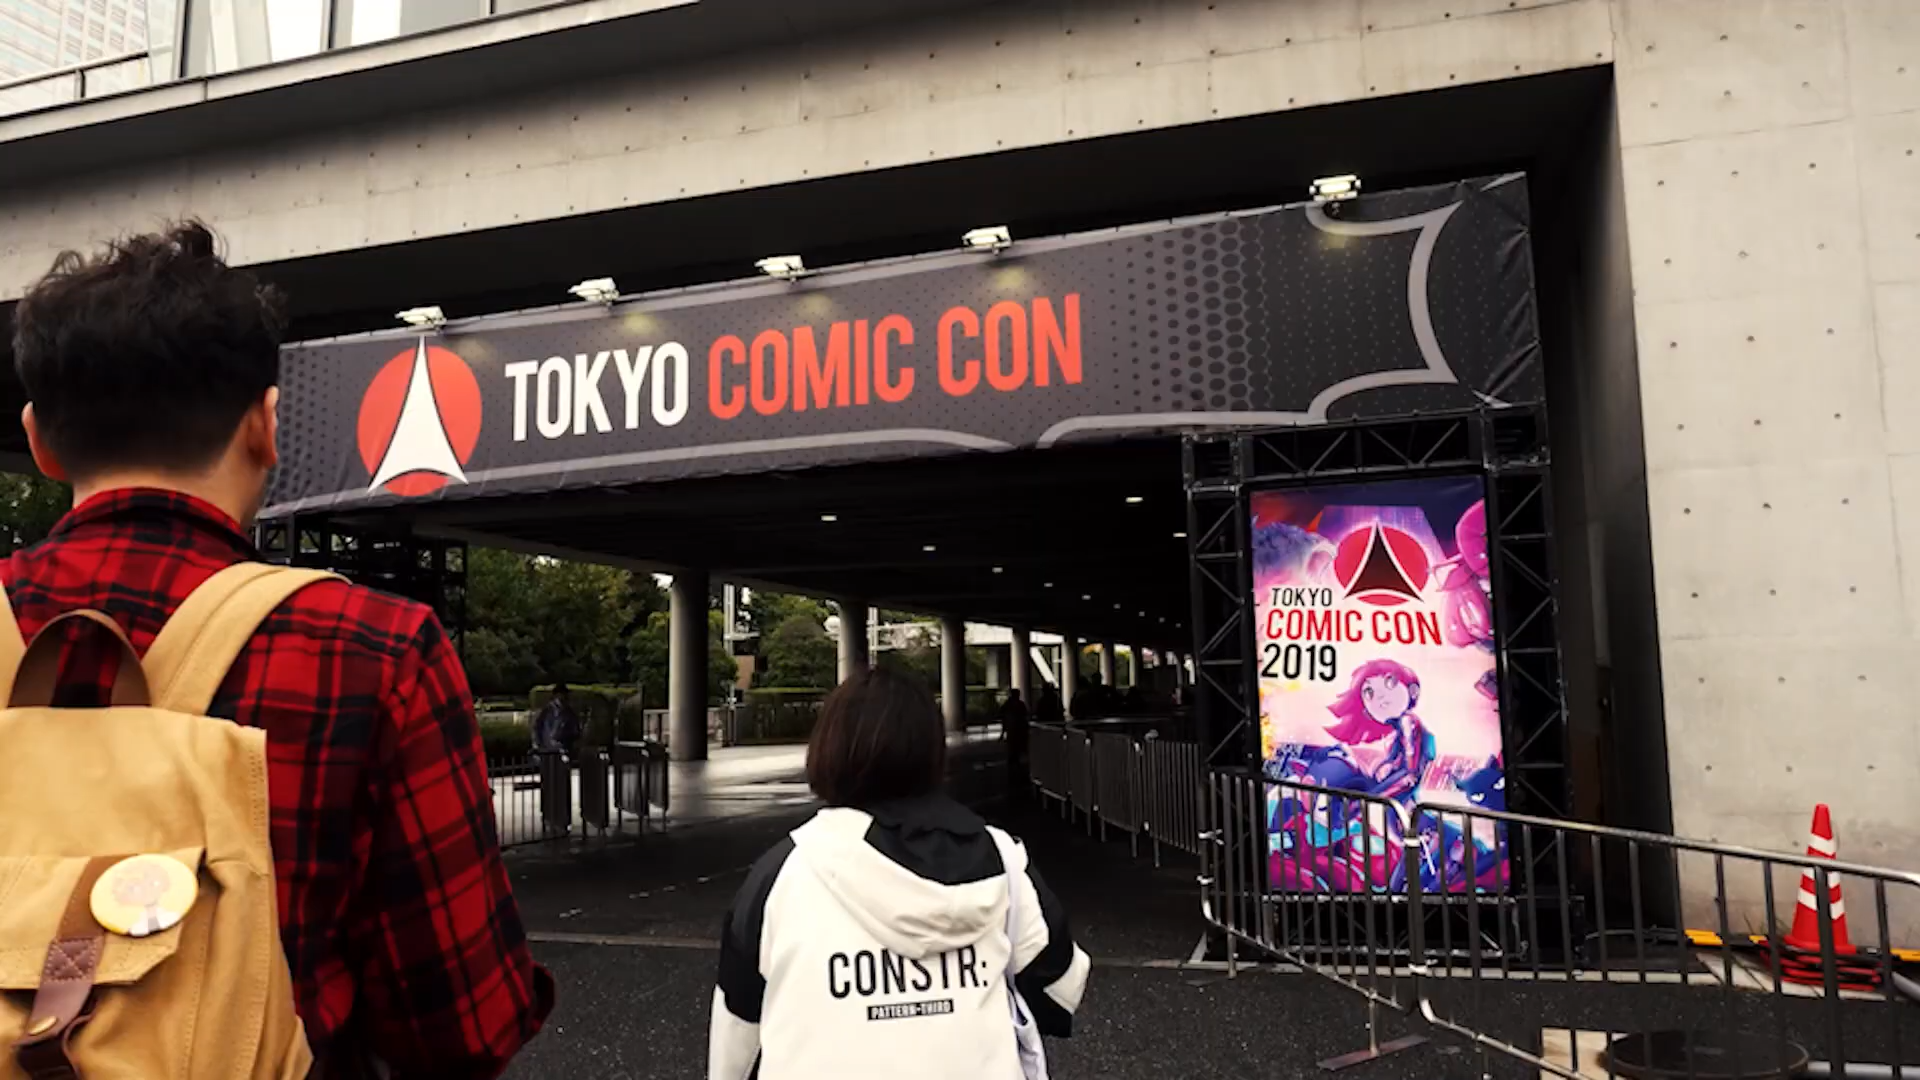 TOKYO COMIC CON
TOKYO
COMIC CON
2019
CONSTR:
PATTERN-THIRD